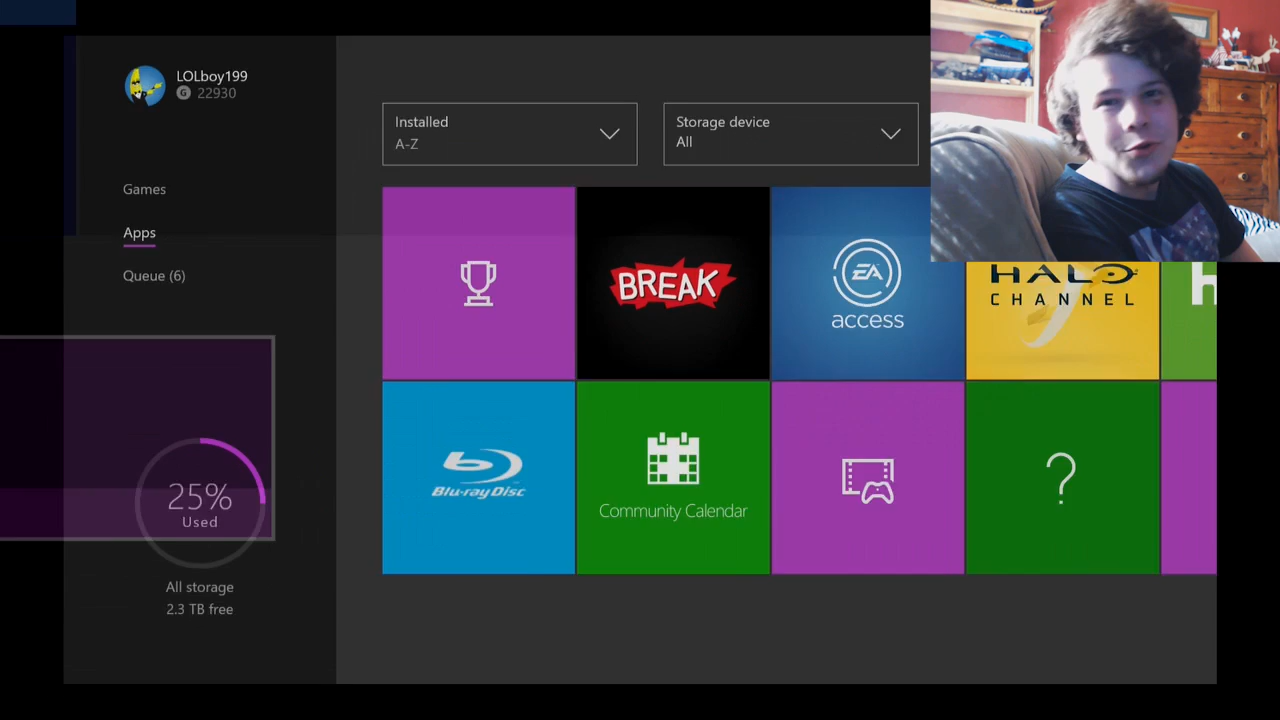 LOLboy199
G 22930
Games
Apps
Queue (6)
25%
Used
All storage
2.3 TB free
Installed
A-Z
Storage device
All
BREAK
EA
access
HALO
CHANNEL
h
Blu-ray Disc
Community Calendar
?